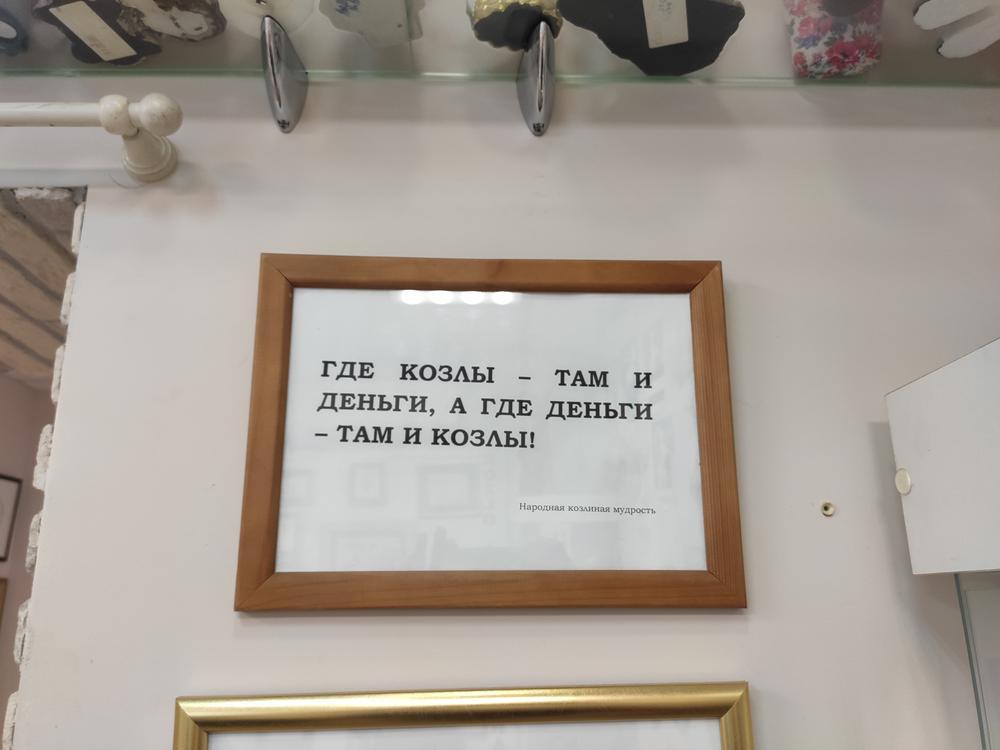 ГДЕ КОЗЛЫ – ТАМ И
ДЕНЬГИ, А ГДЕ ДЕНЬГИ
– ТАМ И КОЗЛЫ!
Народная козлиная мудрость